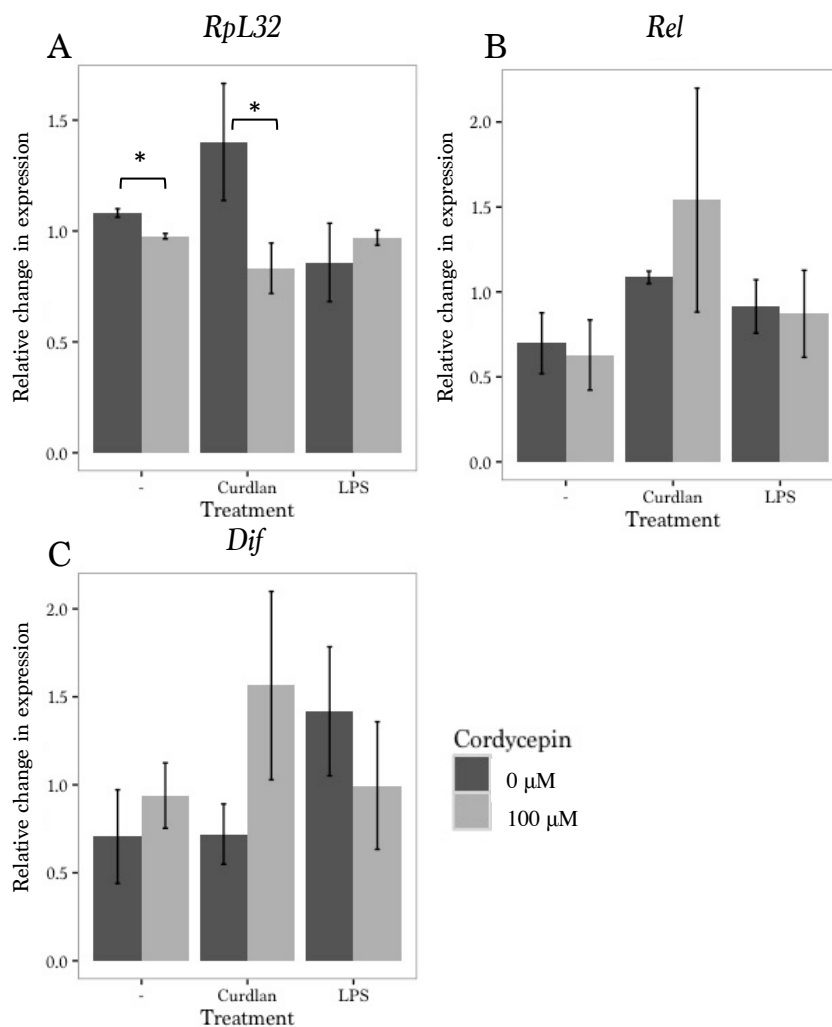 A
RpL32
*
*
Relative change in expression
1.5
1.0
0.5
0.0
-
Curdlan
LPS
Treatment
B
Rel
Relative change in expression
2.0
1.5
1.0
0.5
0.0
-
Curdlan
LPS
Treatment
C
Dif
Relative change in expression
2.0
1.5
1.0
0.5
0.0
-
Curdlan
LPS
Treatment
Cordycepin
0 μM
100 μM